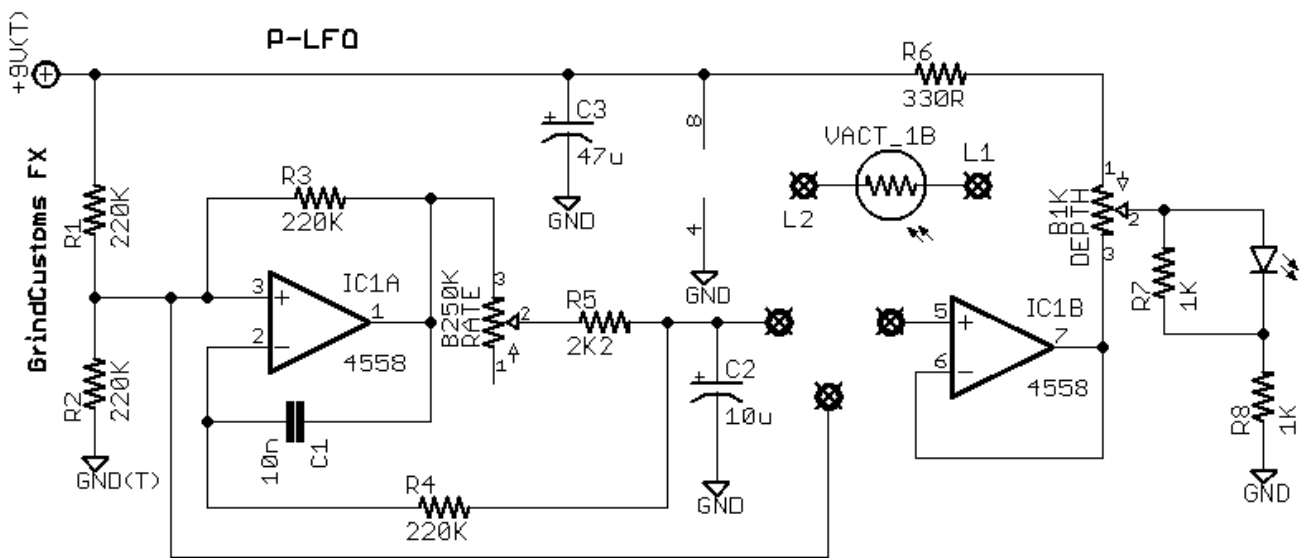 P-LFO
+9V(T)
GrindCustoms FX
R1
220K
R2
220K
GND(T)
R3
220K
3
+
2
-
1
IC1A
4558
10n
C1
R4
220K
B250K
RATE
3
2
1
R5
2K2
+
C3
47u
GND
+
C2
10u
GND
8
4
GND
R6
330R
VACT_1B
L1
L2
B1K
DEPTH
1
2
3
5
+
6
-
7
IC1B
4558
R7
1K
R8
1K
GND